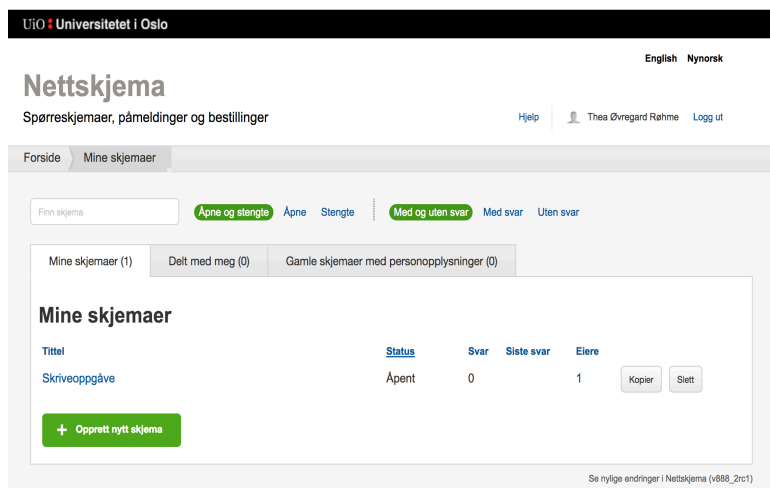 UiO Universitetet i Oslo
English Nynorsk
Nettskjema
Spørreskjemaer, påmeldinger og bestillinger
Hjelp Thea Øvregard Røhme Logg ut
Forside Mine skjemaer
Finn skjema Åpne og stengte Åpne Stengte Med og uten svar Med svar Uten svar
Mine skjemaer (1) Delt med meg (0) Gamle skjemaer med personopplysninger (0)
Mine skjemaer
Tittel Status Svar Siste svar Eiere
Skriveoppgåve Åpent 0 1 Kopier Slett
+ Opprett nytt skjema
Se nylige endringer i Nettskjema (v888_2rc1)